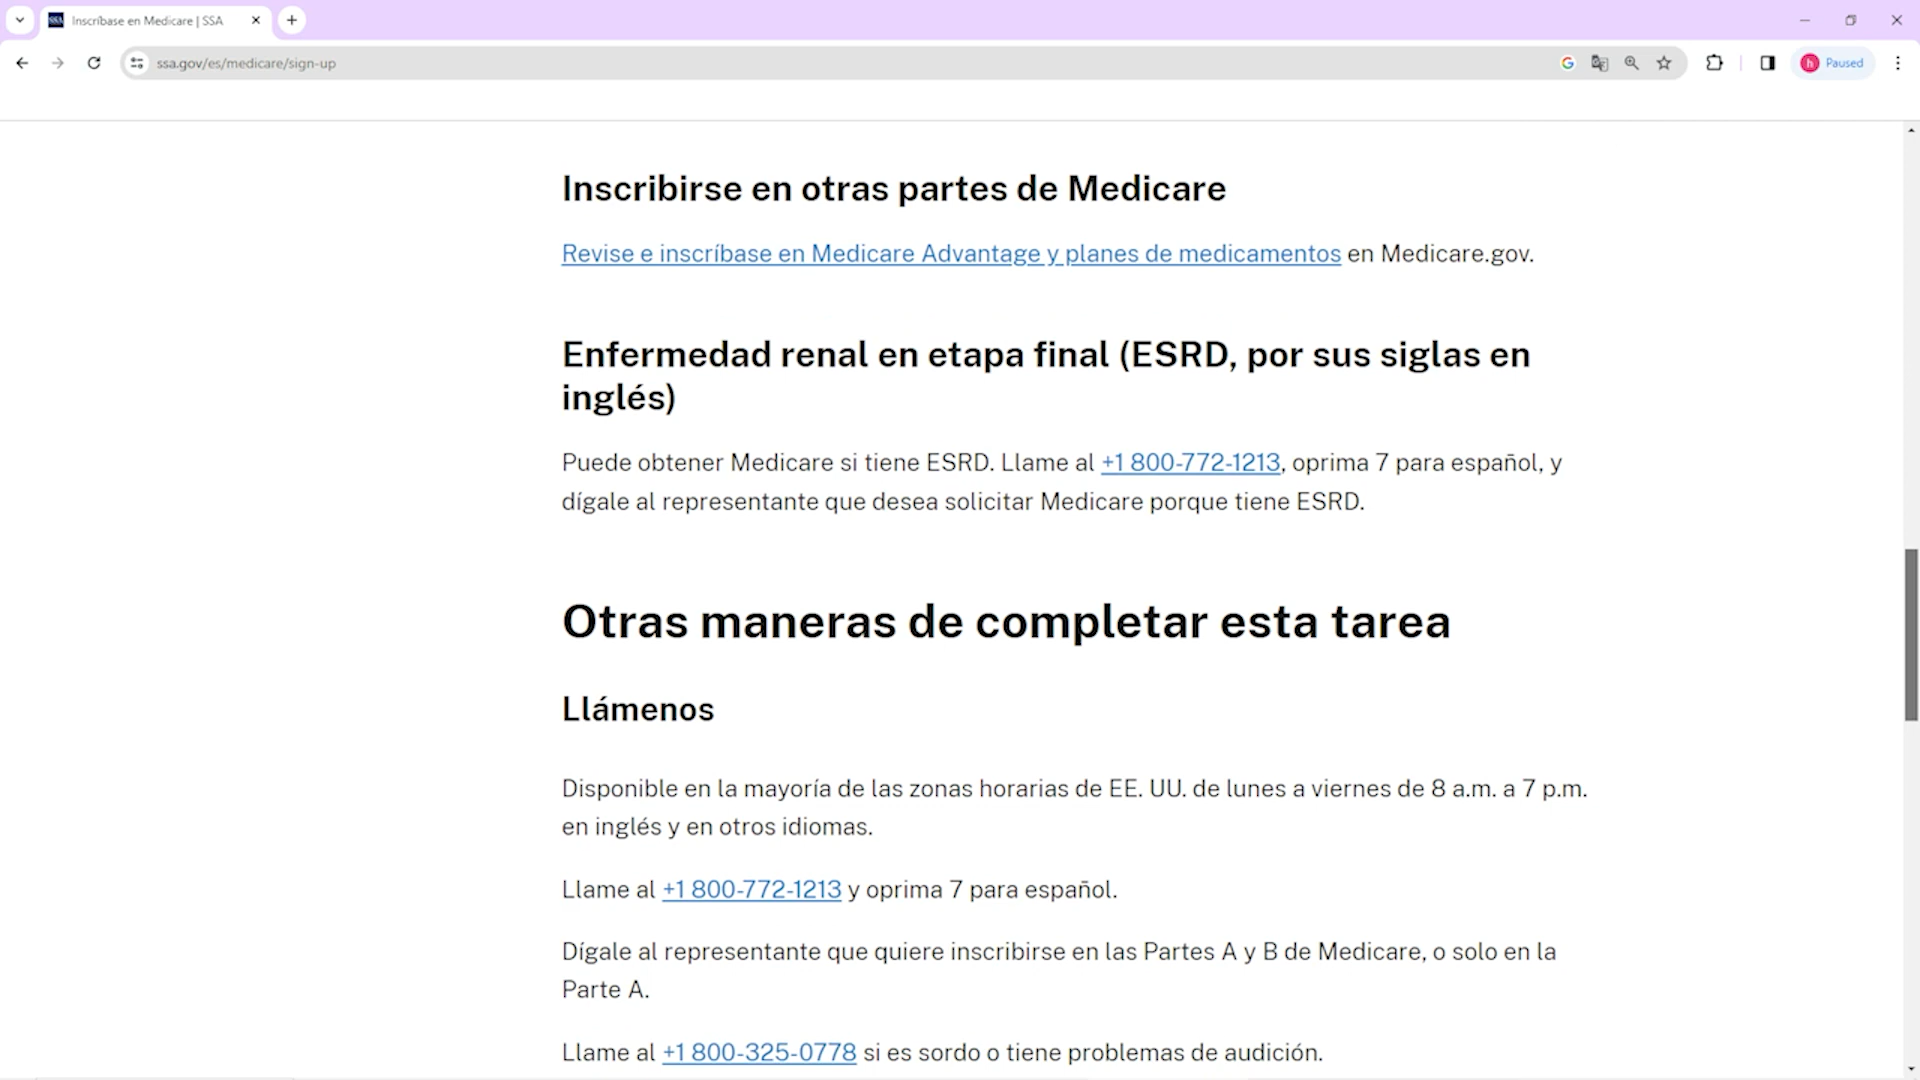 Inscríbase en Medicare | SSA
ssa.gov/es/medicare/sign-up
h Paused
Inscribirse en otras partes de Medicare
Revise e inscríbase en Medicare Advantage y planes de medicamentos en Medicare.gov.
Enfermedad renal en etapa final (ESRD, por sus siglas en
inglés)
Puede obtener Medicare si tiene ESRD. Llame al +1 800-772-1213, oprima 7 para español, y
dígale al representante que desea solicitar Medicare porque tiene ESRD.
Otras maneras de completar esta tarea
Llámenos
Disponible en la mayoría de las zonas horarias de EE. UU. de lunes a viernes de 8 a.m. a 7 p.m.
en inglés y en otros idiomas.
Llame al +1 800-772-1213 y oprima 7 para español.
Dígale al representante que quiere inscribirse en las Partes A y B de Medicare, o solo en la
Parte A.
Llame al +1 800-325-0778 si es sordo o tiene problemas de audición.